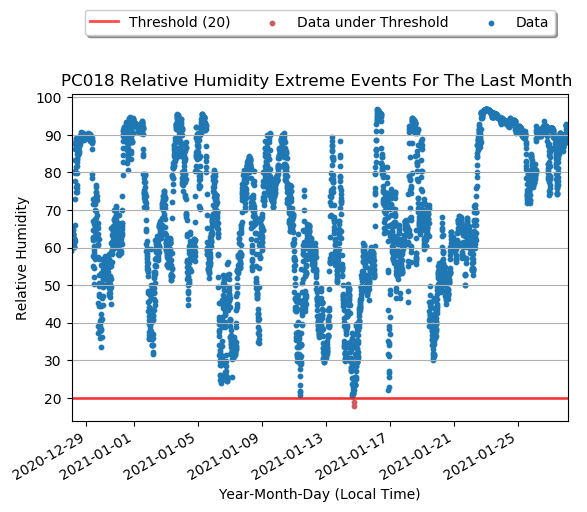 Threshold (20) Data under Threshold Data
PC018 Relative Humidity Extreme Events For The Last Month
100
90
80
70
60
50
40
30
20
Relative Humidity
2020-12-29 2021-01-01 2021-01-05 2021-01-09 2021-01-13 2021-01-17 2021-01-21 2021-01-25
Year-Month-Day (Local Time)